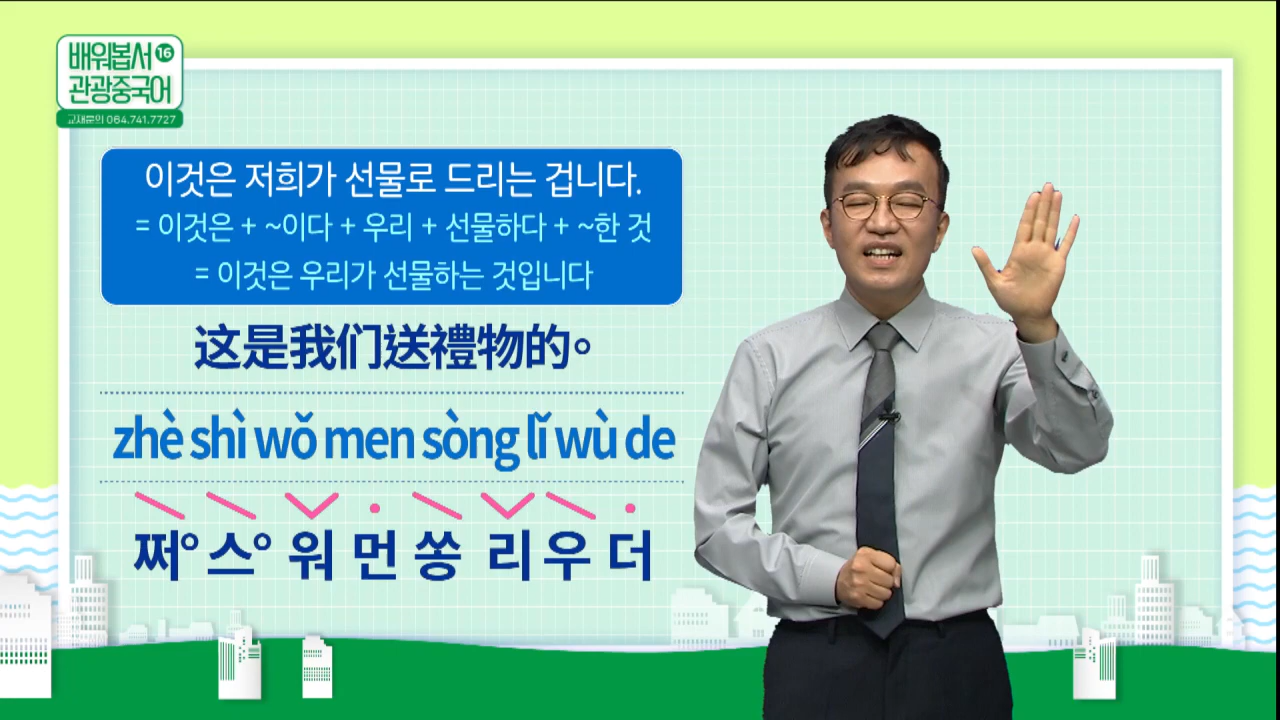 배워봅서 16
관광중국어
교재문의 064.741.7727
이것은 저희가 선물로 드리는 겁니다.
= 이것은 + ~이다 + 우리 + 선물하다 + ~한 것
= 이것은 우리가 선물하는 것입니다
这是我们送禮物的。
zhè shì wǒ men sòng lǐ wù de
쩌° 스° 워 먼 쏭 리 우 더